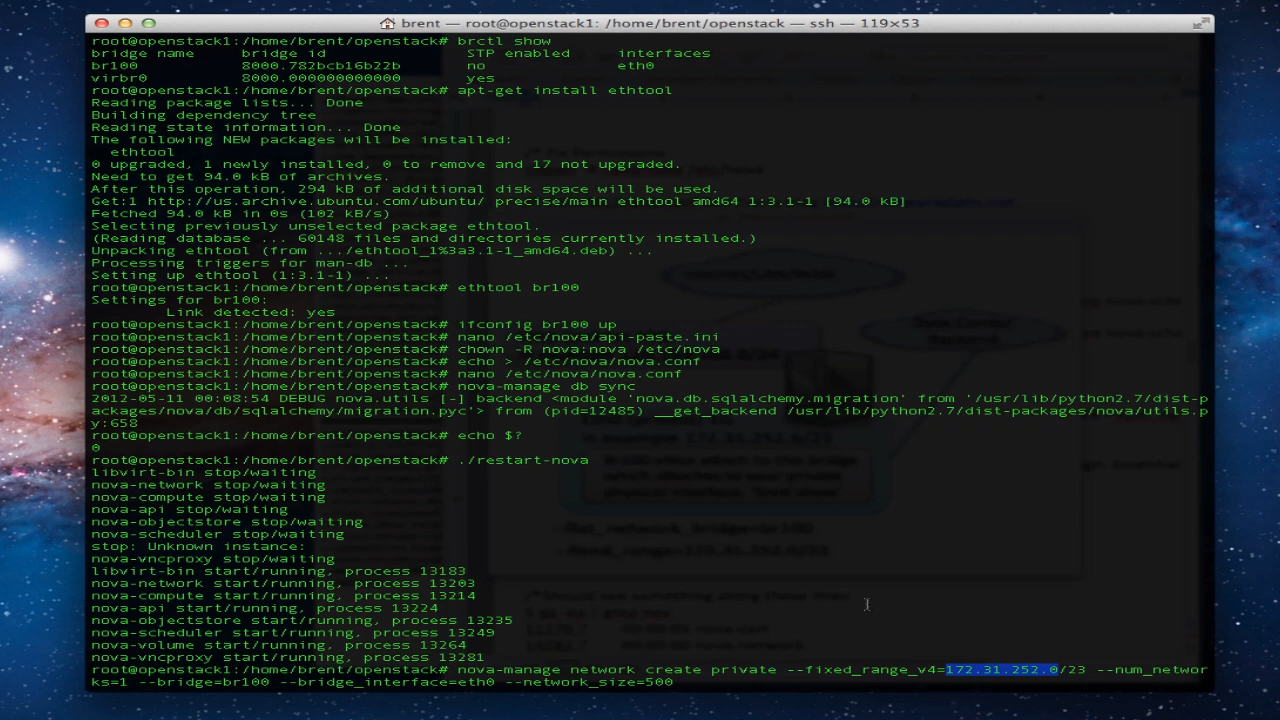 brent — root@openstack1: /home/brent/openstack — ssh — 119×53
root@openstack1:/home/brent/openstack# brctl show
bridge name bridge id STP enabled interfaces
br100 8000.782bcb16b22b no eth0
virbr0 8000.000000000000 yes
root@openstack1:/home/brent/openstack# apt-get install ethtool
Reading package lists... Done
Building dependency tree
Reading state information... Done
The following NEW packages will be installed:
ethtool
0 upgraded, 1 newly installed, 0 to remove and 17 not upgraded.
Need to get 94.0 kB of archives.
After this operation, 294 kB of additional disk space will be used.
Get:1 http://us.archive.ubuntu.com/ubuntu/ precise/main ethtool amd64 1:3.1-1 [94.0 kB]
Fetched 94.0 kB in 0s (102 kB/s)
Selecting previously unselected package ethtool.
(Reading database ... 60148 files and directories currently installed.)
Unpacking ethtool (from .../ethtool_1%3a3.1-1_amd64.deb) ...
Processing triggers for man-db ...
Setting up ethtool (1:3.1-1) ...
root@openstack1:/home/brent/openstack# ethtool br100
Settings for br100:
Link detected: yes
root@openstack1:/home/brent/openstack# ifconfig br100 up
root@openstack1:/home/brent/openstack# nano /etc/nova/api-paste.ini
root@openstack1:/home/brent/openstack# chown -R nova:nova /etc/nova
root@openstack1:/home/brent/openstack# echo > /etc/nova/nova.conf
root@openstack1:/home/brent/openstack# nano /etc/nova/nova.conf
root@openstack1:/home/brent/openstack# nova-manage db sync
2012-05-11 00:08:54 DEBUG nova.utils [-] backend <module 'nova.db.sqlalchemy.migration' from '/usr/lib/python2.7/dist-p
ackages/nova/db/sqlalchemy/migration.pyc'> from (pid=12485) __get_backend /usr/lib/python2.7/dist-packages/nova/utils.p
y:658
root@openstack1:/home/brent/openstack# echo $?
0
root@openstack1:/home/brent/openstack# ./restart-nova
libvirt-bin stop/waiting
nova-network stop/waiting
nova-compute stop/waiting
nova-api stop/waiting
nova-objectstore stop/waiting
nova-scheduler stop/waiting
stop: Unknown instance:
nova-vncproxy stop/waiting
libvirt-bin start/running, process 13183
nova-network start/running, process 13203
nova-compute start/running, process 13214
nova-api start/running, process 13224
nova-objectstore start/running, process 13235
nova-scheduler start/running, process 13249
nova-volume start/running, process 13264
nova-vncproxy start/running, process 13281
root@openstack1:/home/brent/openstack# nova-manage network create private --fixed_range_v4=172.31.252.0/23 --num_networ
ks=1 --bridge=br100 --bridge_interface=eth0 --network_size=500